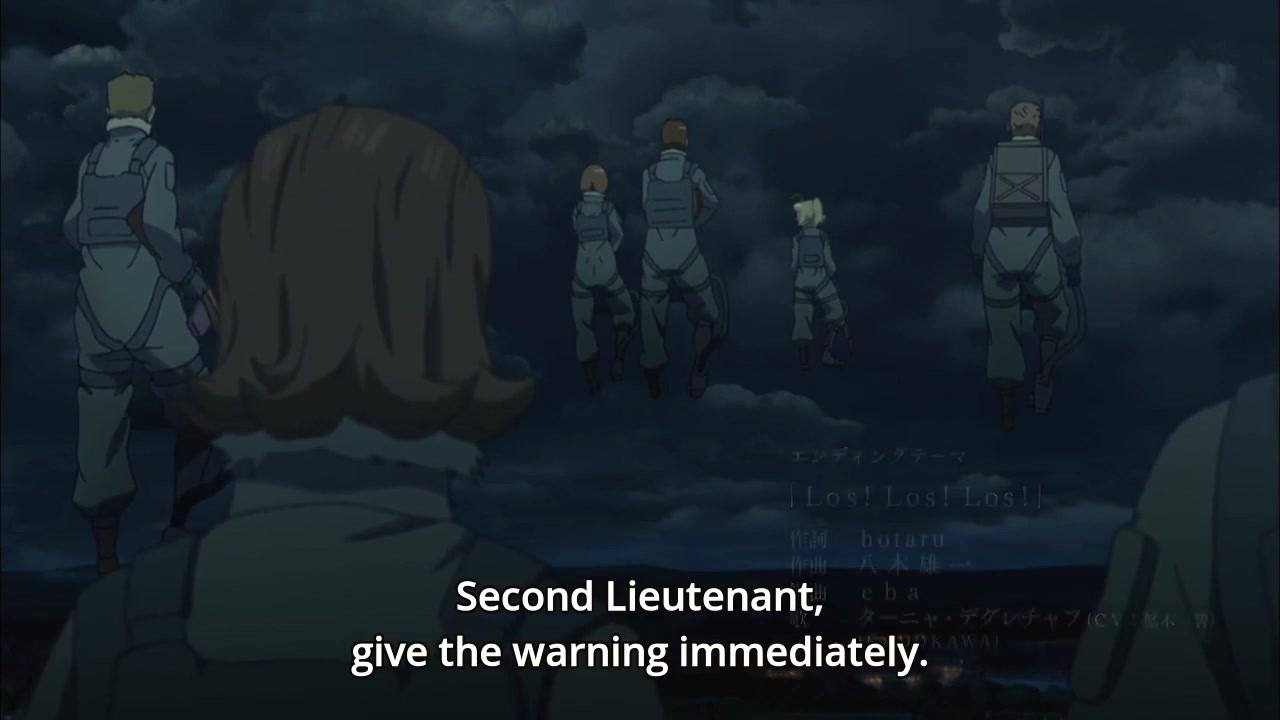 エンディングテーマ
「Los! Los! Los!」
作詞 hotaru
作曲 八木雄一
編曲 eba
歌 ターニャ・デグレチャフ(CV:悠木 碧)
KADOKAWA)
Second Lieutenant,
give the warning immediately.